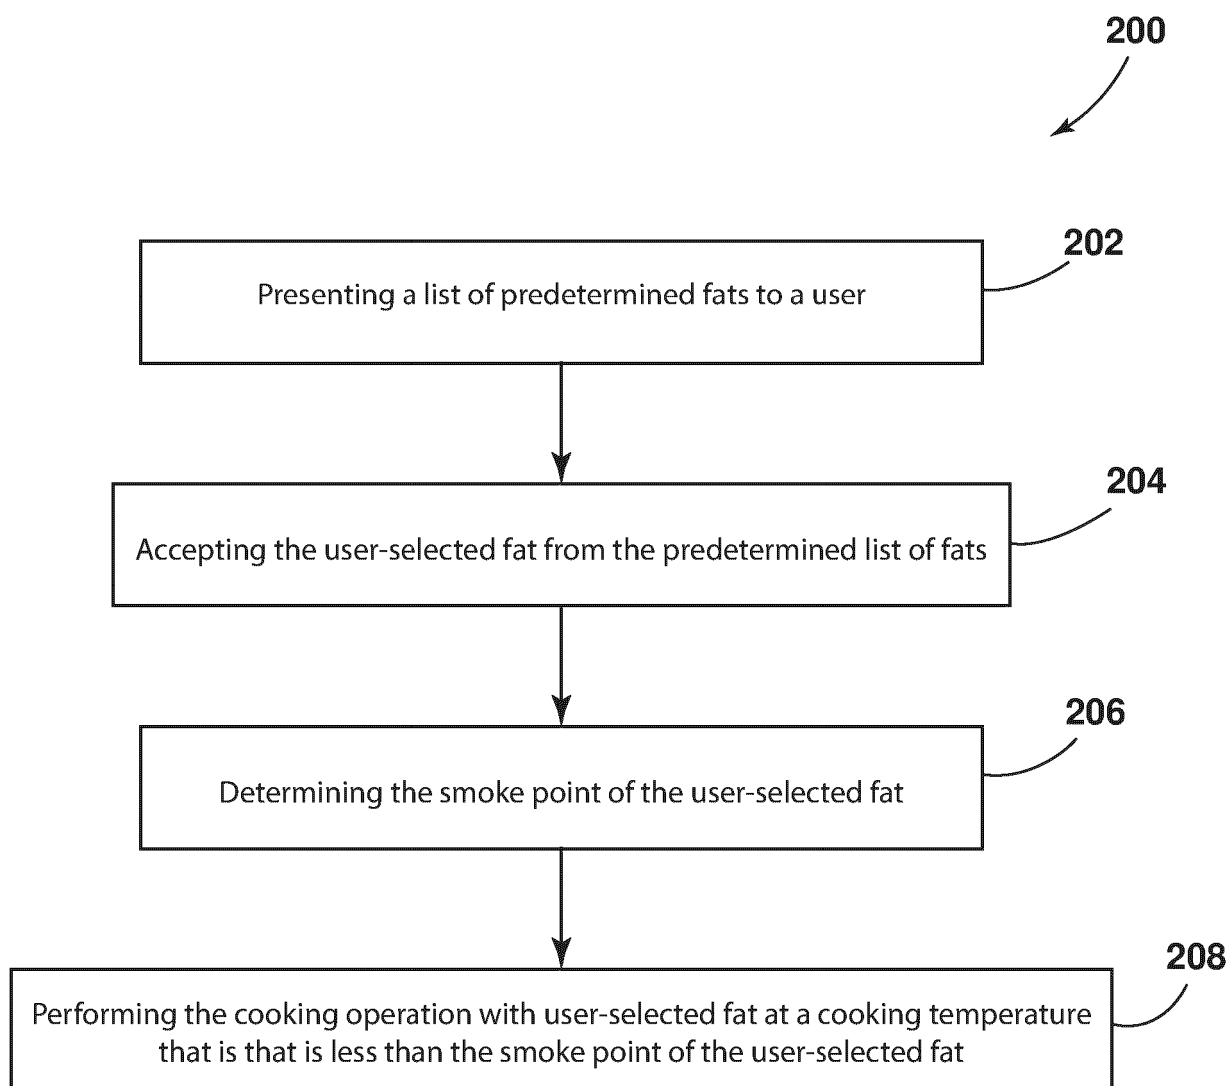 200
202
Presenting a list of predetermined fats to a user
204
Accepting the user-selected fat from the predetermined list of fats
206
Determining the smoke point of the user-selected fat
208
Performing the cooking operation with user-selected fat at a cooking temperature
that is that is less than the smoke point of the user-selected fat